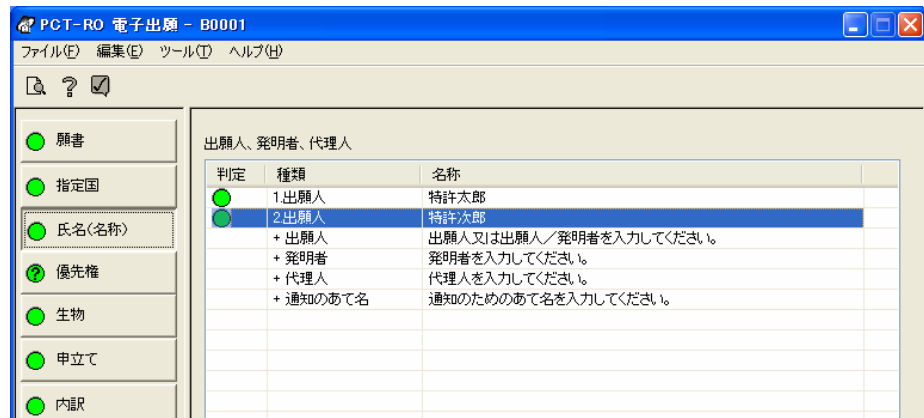 PCT-RO 電子出願 - B0001
ファイル(F) 編集(E) ツール(T) ヘルプ(H)
願書
指定国
氏名(名称)
優先権
生物
申立て
内訳
出願人、発明者、代理人
判定 種類 名称
1.出願人 特許太郎
2.出願人 特許次郎
+ 出願人 出願人又は出願人／発明者を入力してください。
+ 発明者 発明者を入力してください。
+ 代理人 代理人を入力してください。
+ 通知のあて名 通知のためのあて名を入力してください。